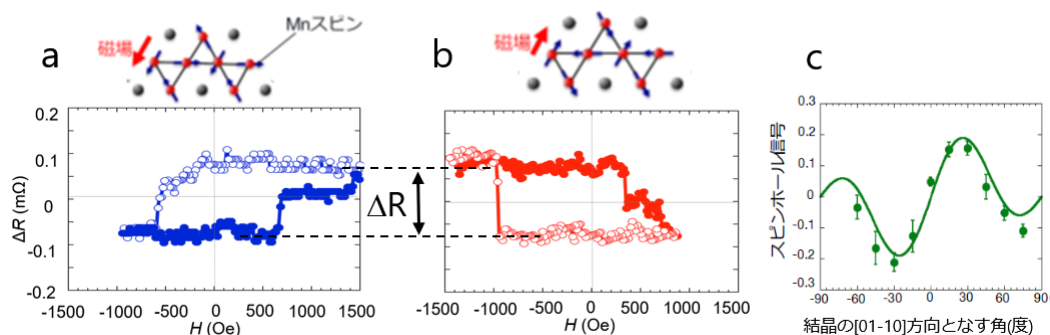 Mnスピン
a
磁場
b
磁場
c
ΔR (mΩ)
0.2
0.1
0
-0.1
-0.2
-1500 -1000 -500 0 500 1000 1500
H (Oe)
ΔR
-1500 -1000 -500 0 500 1000 1500
H (Oe)
スピンホール信号
0.3
0.2
0.1
0.0
-0.1
-0.2
-0.3
-90 -60 -30 0 30 60 90
結晶の[01-10]方向となす角(度)